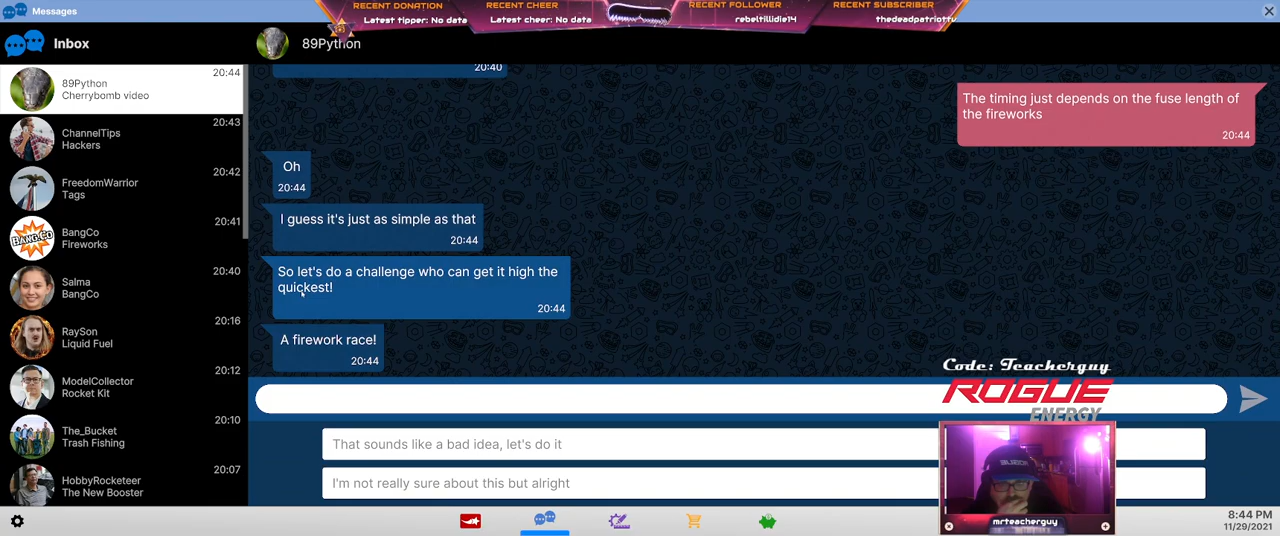 Messages
RECENT DONATION
Latest tipper: No data
RECENT CHEER
Latest cheer: No data
RECENT FOLLOWER
rebeltillidie14
RECENT SUBSCRIBER
thedeadpatriottv
Inbox
89Python
89Python
Cherrybomb video
20:44
ChannelTips
Hackers
20:43
FreedomWarrior
Tags
20:42
BANG.CO
BangCo
Fireworks
20:41
Salma
BangCo
20:40
RaySon
Liquid Fuel
20:16
ModelCollector
Rocket Kit
20:12
The_Bucket
Trash Fishing
20:10
HobbyRocketeer
The New Booster
20:07
20:40
The timing just depends on the fuse length of
the fireworks
20:44
Oh
20:44
I guess it's just as simple as that
20:44
So let's do a challenge who can get it high the
quickest!
20:44
A firework race!
20:44
Code: Teacherguy
ROGUE
ENERGY
That sounds like a bad idea, let's do it
I'm not really sure about this but alright
mrteacherguy
8:44 PM
11/29/2021